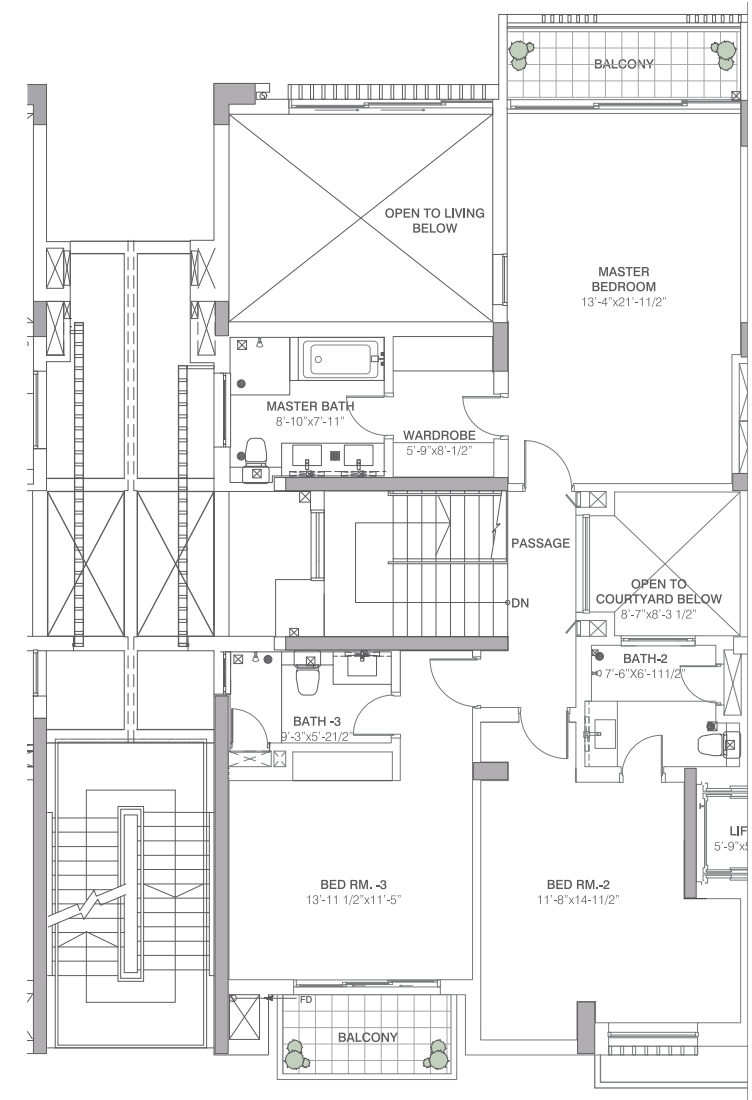 BALCONY
OPEN TO LIVING
BELOW
MASTER
BEDROOM
13'-4"x21'-11/2"
MASTER BATH
8'-10"x7'-11"
WARDROBE
5'-9"x8'-1/2"
PASSAGE
DN
OPEN TO
COURTYARD BELOW
8'-7"x8'-3 1/2"
BATH-2
7'-6"X6'-111/2"
BATH -3
9'-3"x5'-21/2"
LIF
5'-9"x5
BED RM. -3
13'-11 1/2"x11'-5"
BED RM.-2
11'-8"x14-11/2"
FD
BALCONY